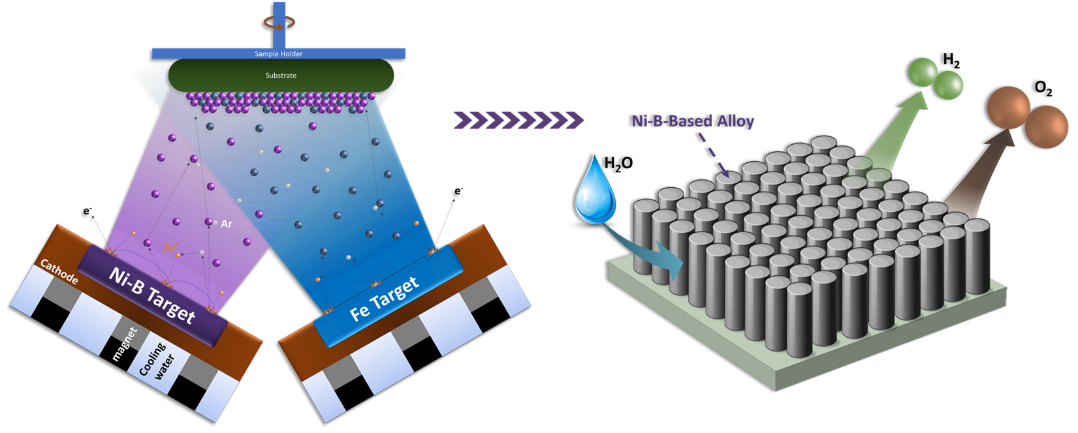 Sample Holder
Substrate
e-
e-
Ar
Ar+
Cathode
Ni-B Target
Fe Target
magnet
Cooling
water
Ni-B-Based Alloy
H2O
H2
O2